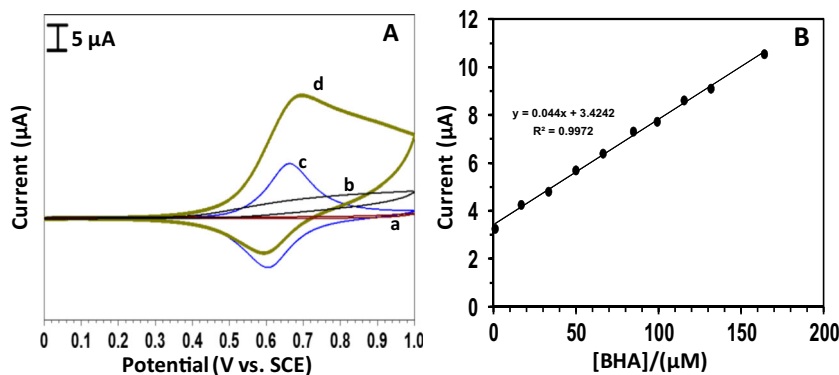 5 µA
A
d
c
b
a
Current (µA)
0 0.1 0.2 0.3 0.4 0.5 0.6 0.7 0.8 0.9 1.0
Potential (V vs. SCE)
B
12
10
8
6
4
2
0
y = 0.044x + 3.4242
R² = 0.9972
Current (µA)
0 50 100 150 200
[BHA]/(µM)